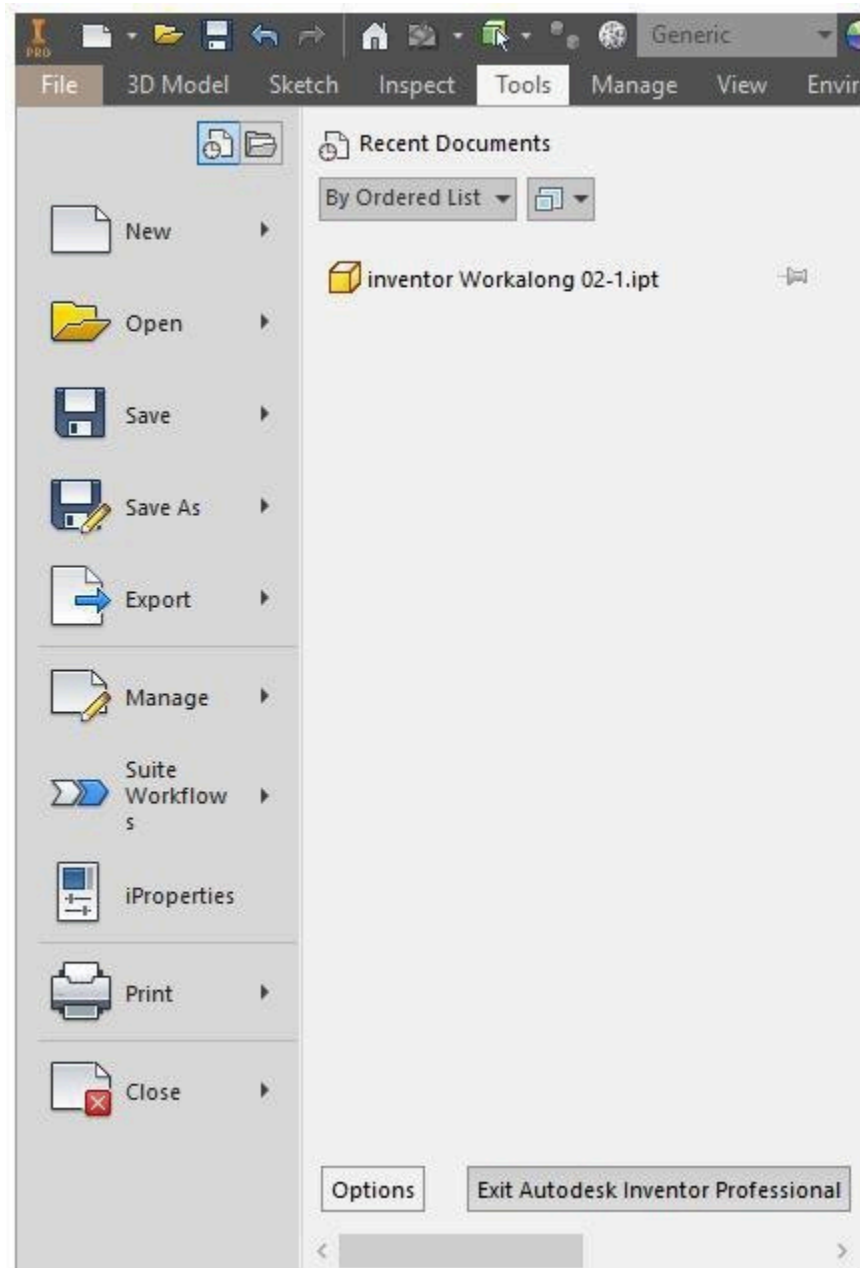 I
PRO
Generic
File 3D Model Sketch Inspect Tools Manage View Envir
Recent Documents
By Ordered List
New
inventor Workalong 02-1.ipt
Open
Save
Save As
Export
Manage
Suite
Workflow
s
iProperties
Print
Close
Options Exit Autodesk Inventor Professional